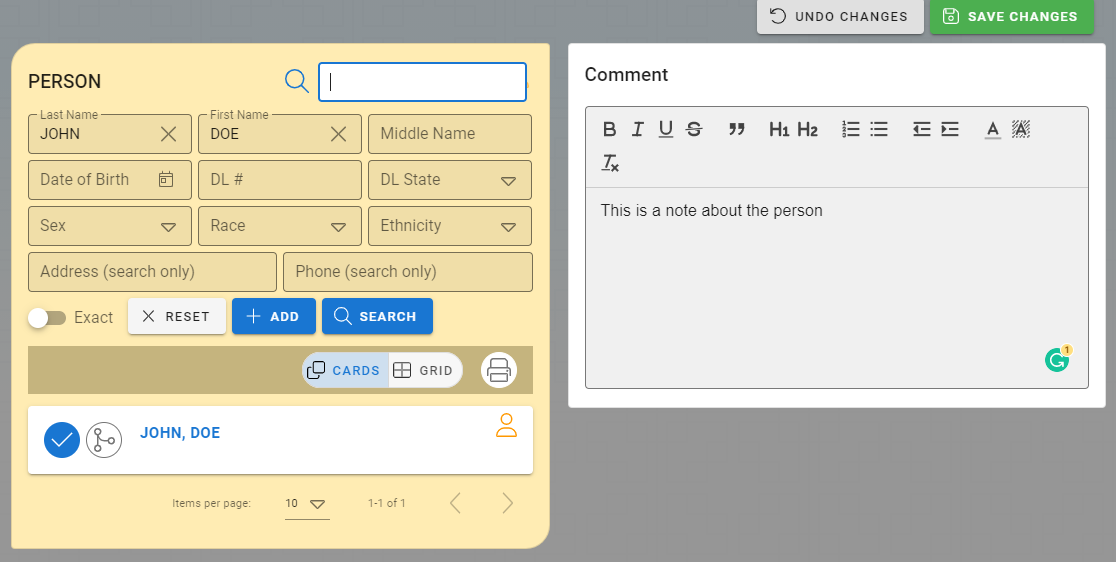 UNDO CHANGES
SAVE CHANGES
PERSON
Last Name
First Name
JOHN
DOE
Middle Name
Date of Birth
DL #
DL State
Sex
Race
Ethnicity
Address (search only)
Phone (search only)
Exact
RESET
ADD
SEARCH
CARDS
GRID
JOHN, DOE
Items per page:
10
1-1 of 1
Comment
B I U S ” H1 H2
A A
Tx
This is a note about the person
1